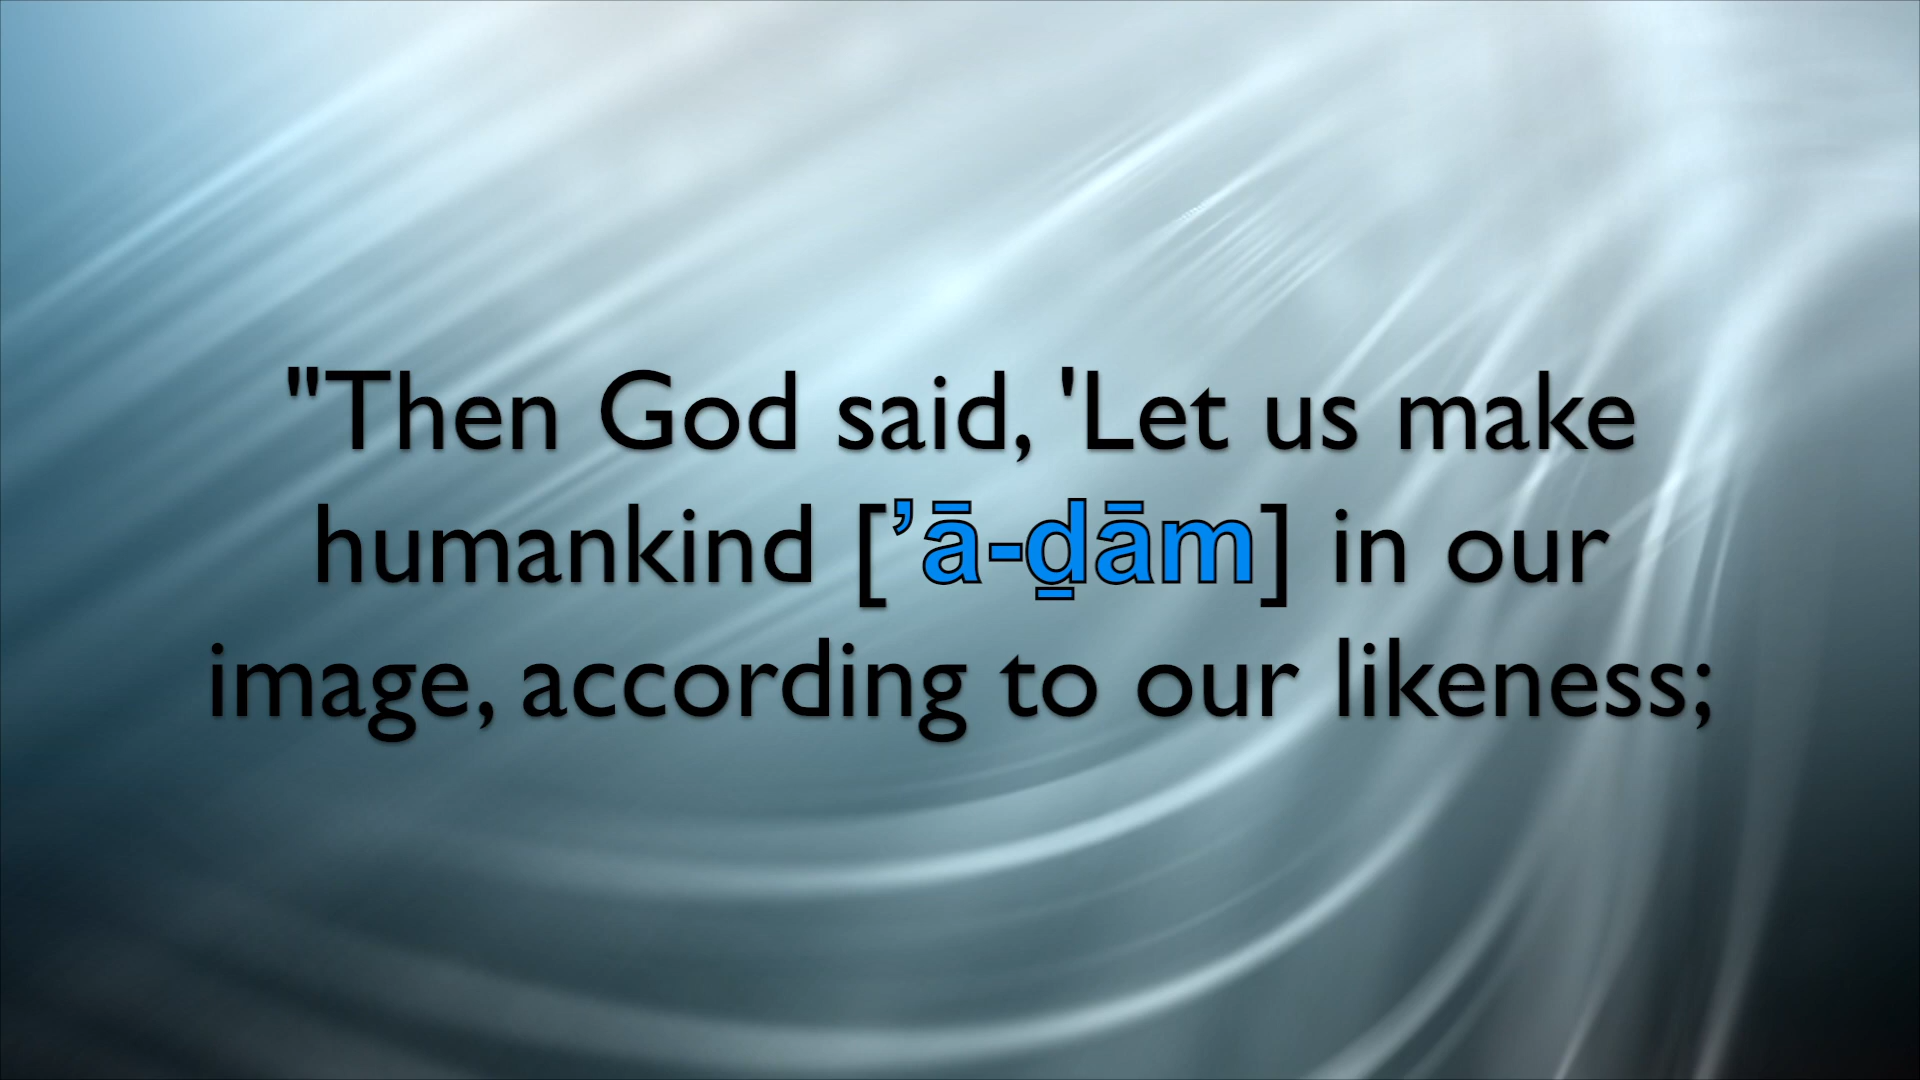 "Then God said, 'Let us make
humankind [’ā-ḏām] in our
image, according to our likeness;